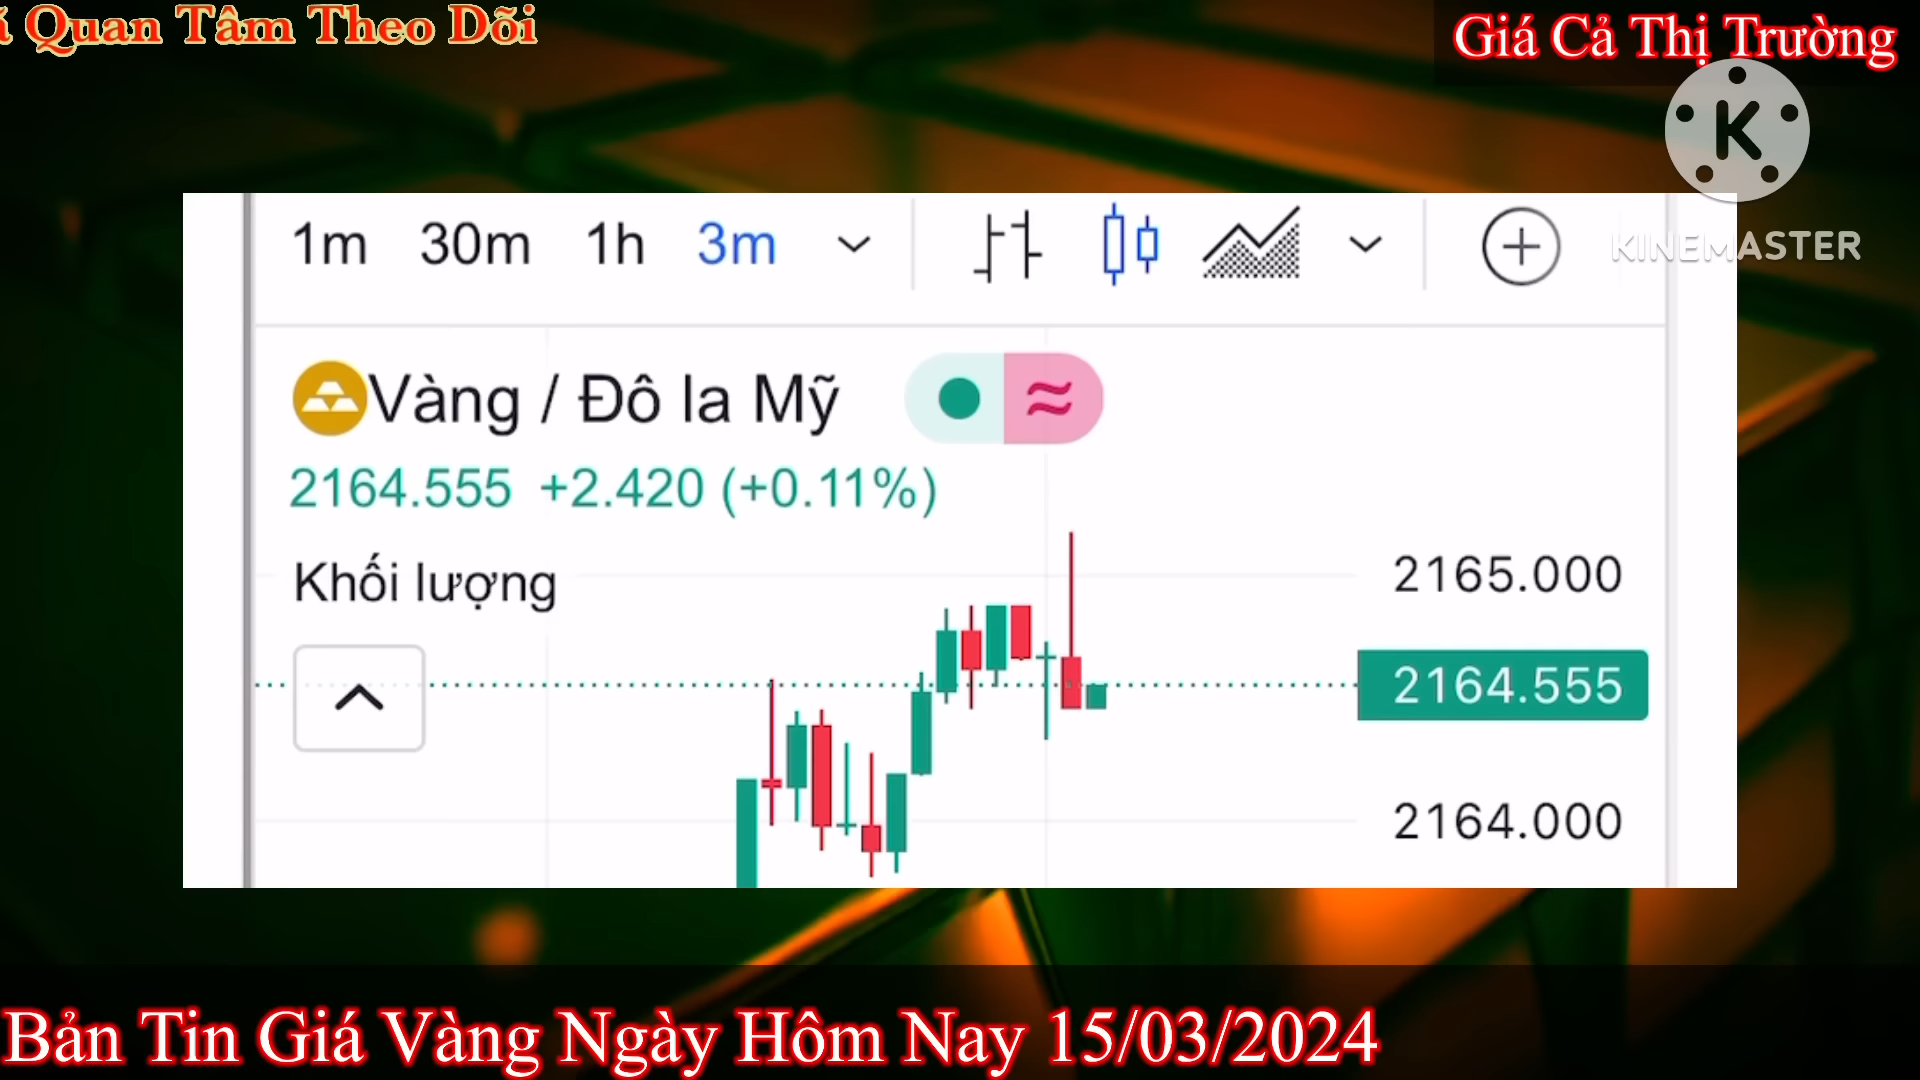 Quan Tâm Theo Dõi
Giá Cả Thị Trường
K
KINEMASTER
1m 30m 1h 3m
Vàng / Đô la Mỹ
≈
2164.555 +2.420 (+0.11%)
Khối lượng
2165.000
2164.555
2164.000
Bản Tin Giá Vàng Ngày Hôm Nay 15/03/2024